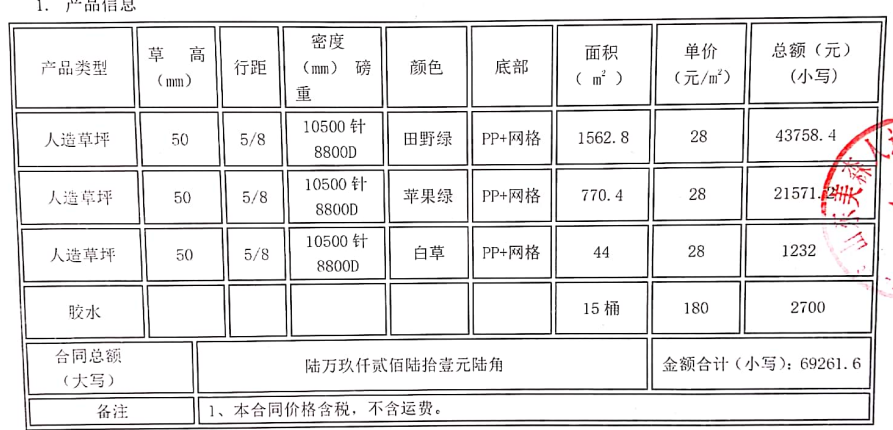 1. 产品信息
产品类型 草 高（mm） 行距 密度（mm）磅重 颜色 底部 面积（ m² ） 单价（元/m²） 总额（元）（小写）
人造草坪 50 5/8 10500 针 8800D 田野绿 PP+网格 1562.8 28 43758.4
人造草坪 50 5/8 10500 针 8800D 苹果绿 PP+网格 770.4 28 21571.2
人造草坪 50 5/8 10500 针 8800D 白草 PP+网格 44 28 1232
胶水 15 桶 180 2700
合同总额（大写） 陆万玖仟贰佰陆拾壹元陆角 金额合计（小写）：69261.6
备注 1、本合同价格含税，不含运费。